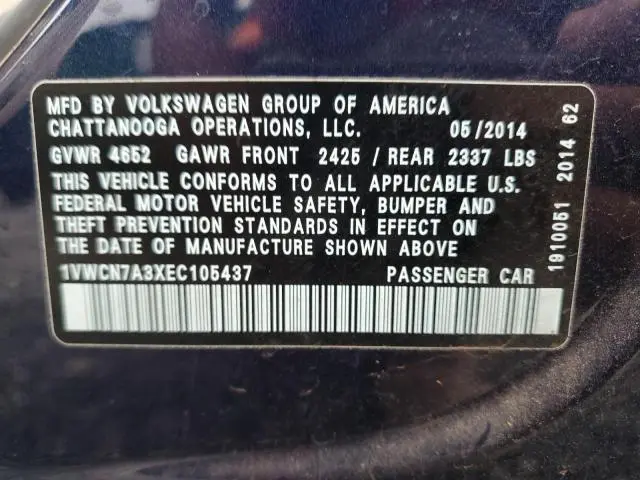 MFD BY VOLKSWAGEN GROUP OF AMERICA
CHATTANOOGA OPERATIONS, LLC. 05/2014
GVWR 4652 GAWR FRONT 2425 / REAR 2337 LBS
THIS VEHICLE CONFORMS TO ALL APPLICABLE U.S.
FEDERAL MOTOR VEHICLE SAFETY, BUMPER AND
THEFT PREVENTION STANDARDS IN EFFECT ON
THE DATE OF MANUFACTURE SHOWN ABOVE
1VWCN7A3XEC105437 PASSENGER CAR
1910051 2014 62